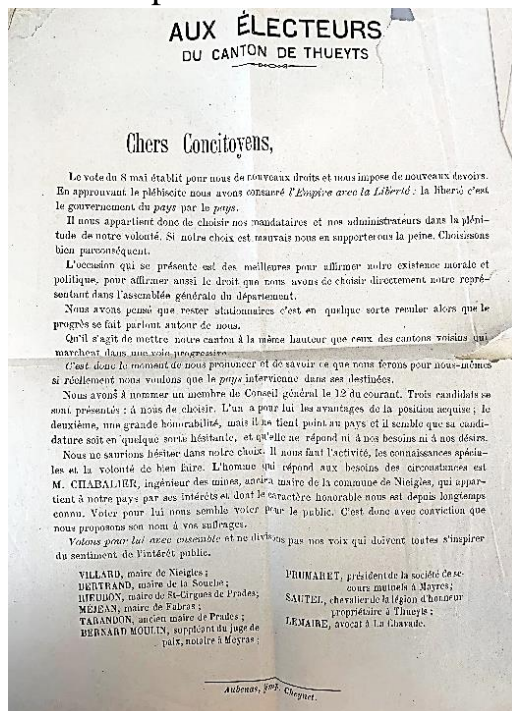 AUX ÉLECTEURS
DU CANTON DE THUEYTS
Chers Concitoyens,
Le vote du 8 mai établit pour nous de nouveaux droits et nous impose de nouveaux devoirs.
En approuvant le plébiscite nous avons consacré l'Empire avec la Liberté : la liberté c'est
le gouvernement du pays par le pays.
Il nous appartient donc de choisir nos mandataires et nos administrateurs dans la pléni-
tude de notre volonté. Si notre choix est mauvais nous en supporterons la peine. Choisissons
bien parconséquent.
L'occasion qui se présente est des meilleures pour affirmer notre existence morale et
politique, pour affirmer aussi le droit que nous avons de choisir directement notre repré-
sentant dans l'assemblée générale du département.
Nous avons pensé que rester stationnaires c'est en quelque sorte reculer alors que le
progrès se fait partout autour de nous.
Qu'il s'agit de mettre notre canton à la même hauteur que ceux des cantons voisins qui
marchent dans une voie progressive.
C'est donc le moment de nous prononcer et de savoir ce que nous ferons pour nous-mêmes
si réellement nous voulons que le pays intervienne dans ses destinées.
Nous avons à nommer un membre de Conseil général le 12 du courant. Trois candidats se
sont présentés : à nous de choisir. L'un a pour lui les avantages de la position acquise ; le
deuxième, une grande honorabilité, mais il ne tient point au pays et il semble que sa candi-
dature soit en quelque sorte hésitante, et qu'elle ne répond ni à nos besoins ni à nos désirs.
Nous ne saurions hésiter dans notre choix. Il nous faut l'activité, les connaissances spécia-
les et la volonté de bien faire. L'homme qui répond aux besoins des circonstances est
M. CHABALIER, ingénieur des mines, ancien maire de la commune de Nieigles, qui appar-
tient à notre pays par ses intérêts et dont le caractère honorable nous est depuis longtemps
connu. Voter pour lui nous semble voter pour le public. C'est donc avec conviction que
nous proposons son nom à vos suffrages.
Votons pour lui avec ensemble et ne divisons pas nos voix qui doivent toutes s'inspirer
du sentiment de l'intérêt public.
VILLARD, maire de Nieigles ;
BERTRAND, maire de la Souche ;
DIEUDON, maire de St-Cirgues de Prades ;
MÉJEAN, maire de Fabras ;
TARANDON, ancien maire de Prades ;
BERNARD MOULIN, suppléant du juge de
paix, notaire à Meyras ;
PRUMARET, président de la société de se-
cours mutuels à Mayres ;
SAUTEL, chevalier de la légion d'honneur
propriétaire à Thueyts ;
LEMAIRE, avocat à La Chavade.
Aubenas, Imp. Cheynet.